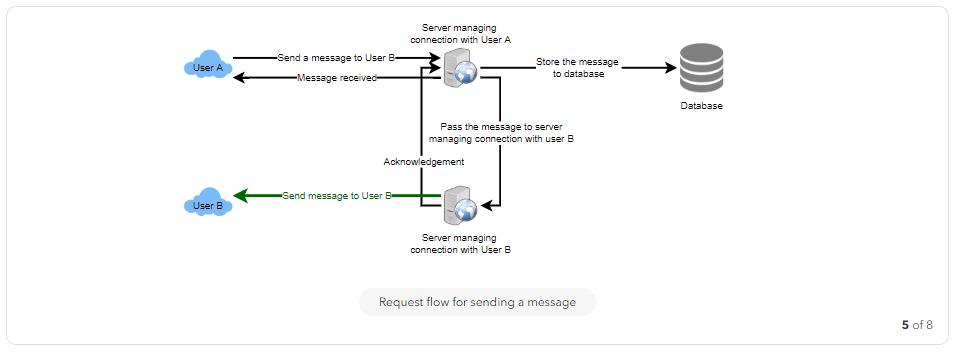 Server managing
connection with User A
User A
Send a message to User B
Message received
Store the message
to database
Database
Pass the message to server
managing connection with user B
Acknowledgement
User B
Send message to User B
Server managing
connection with User B
Request flow for sending a message
5 of 8